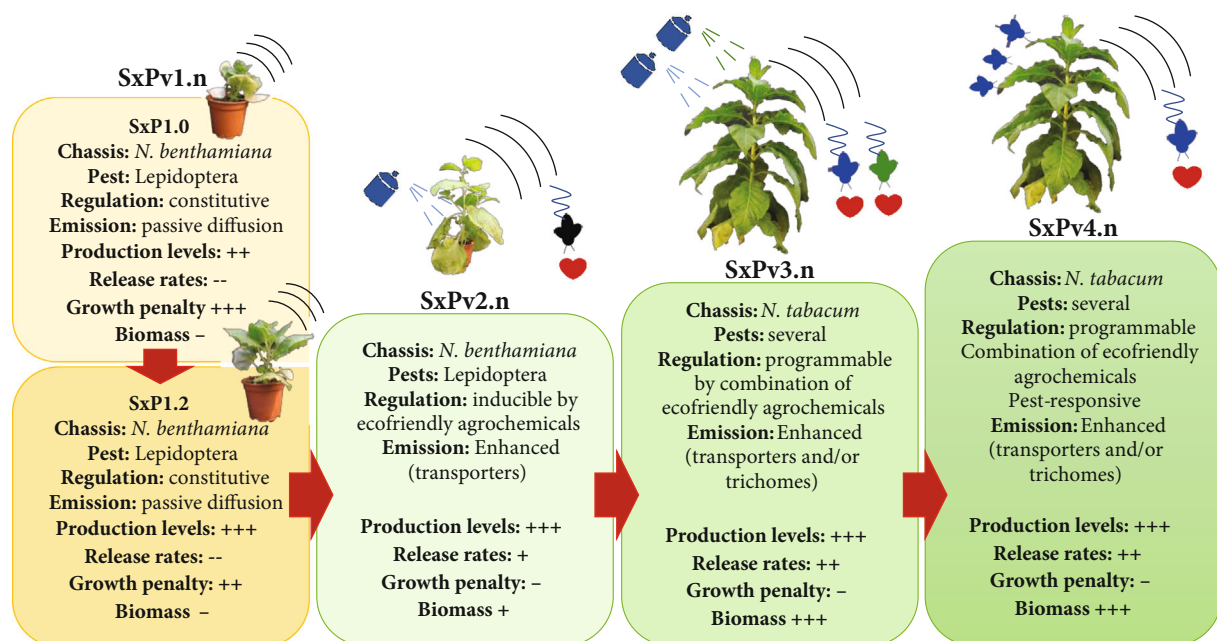 SxPv1.n
SxP1.0
Chassis: N. benthamiana
Pest: Lepidoptera
Regulation: constitutive
Emission: passive diffusion
Production levels: ++
Release rates: --
Growth penalty +++
Biomass –
SxP1.2
Chassis: N. benthamiana
Pest: Lepidoptera
Regulation: constitutive
Emission: passive diffusion
Production levels: +++
Release rates: --
Growth penalty: ++
Biomass –
SxPv2.n
Chassis: N. benthamiana
Pests: Lepidoptera
Regulation: inducible by
ecofriendly agrochemicals
Emission: Enhanced
(transporters)
Production levels: +++
Release rates: +
Growth penalty: –
Biomass +
SxPv3.n
Chassis: N. tabacum
Pests: several
Regulation: programmable
by combination of
ecofriendly agrochemicals
Emission: Enhanced
(transporters and/or
trichomes)
Production levels: +++
Release rates: ++
Growth penalty: –
Biomass +++
SxPv4.n
Chassis: N. tabacum
Pests: several
Regulation: programmable
Combination of ecofriendly
agrochemicals
Pest-responsive
Emission: Enhanced
(transporters and/or
trichomes)
Production levels: +++
Release rates: ++
Growth penalty: –
Biomass +++